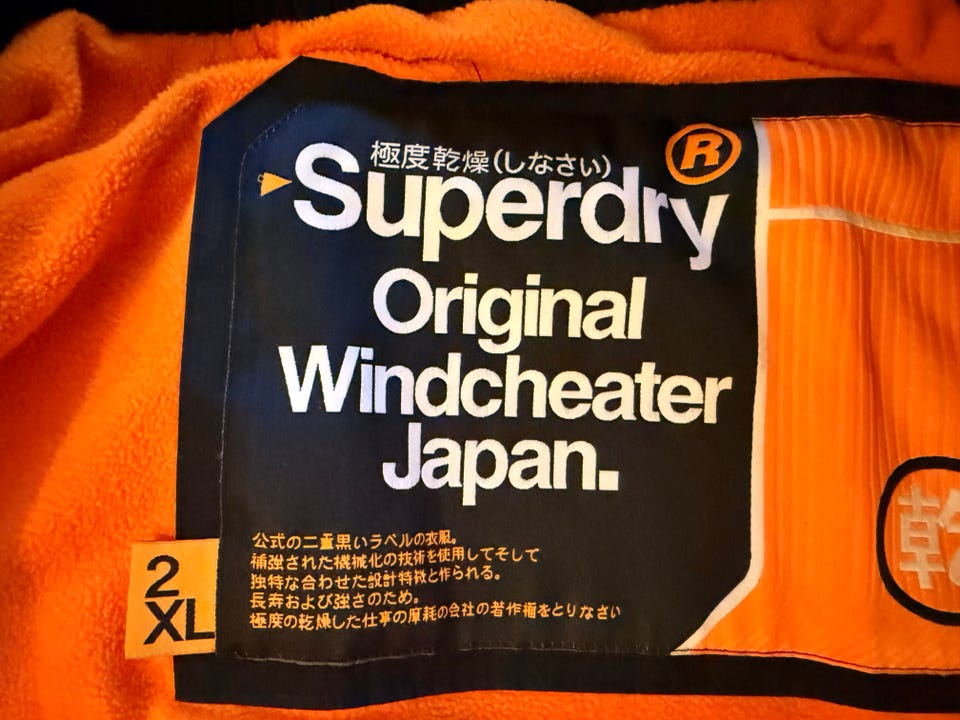 極度乾燥(しなさい)
Superdry
®
Original
Windcheater
Japan.
公式の二重黒いラベルの衣服。
補強された機械化の技術を使用してそして
独特な合わせた設計特徴と作られる。
長寿および強さのため。
極度の乾燥した仕事の摩耗の会社の著作権をとりなさい
2
XL